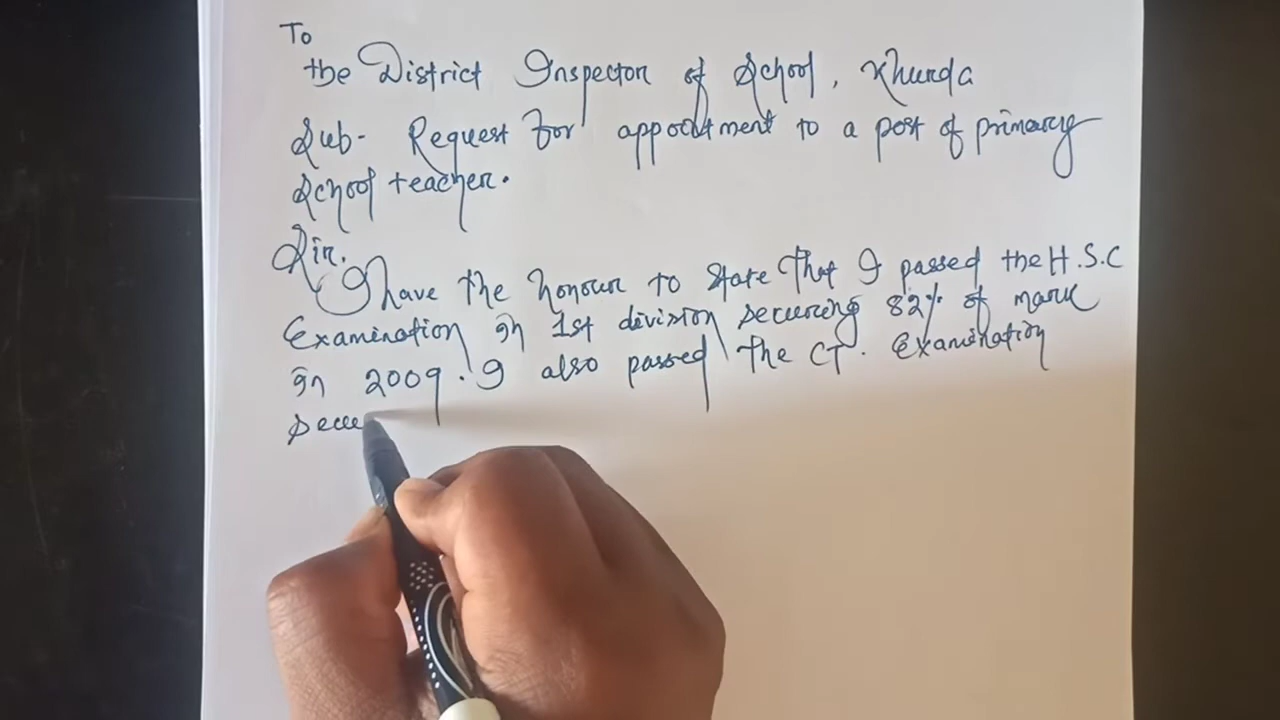 To
the District Inspector of School, Khurda
Sub- Request For appointment to a post of primary
School teacher.
Sir.
I have the honour to state that I passed the H.S.C
Examination in 1st division securing 82% of mark
in 2009. I also passed the CT. Examination
secu